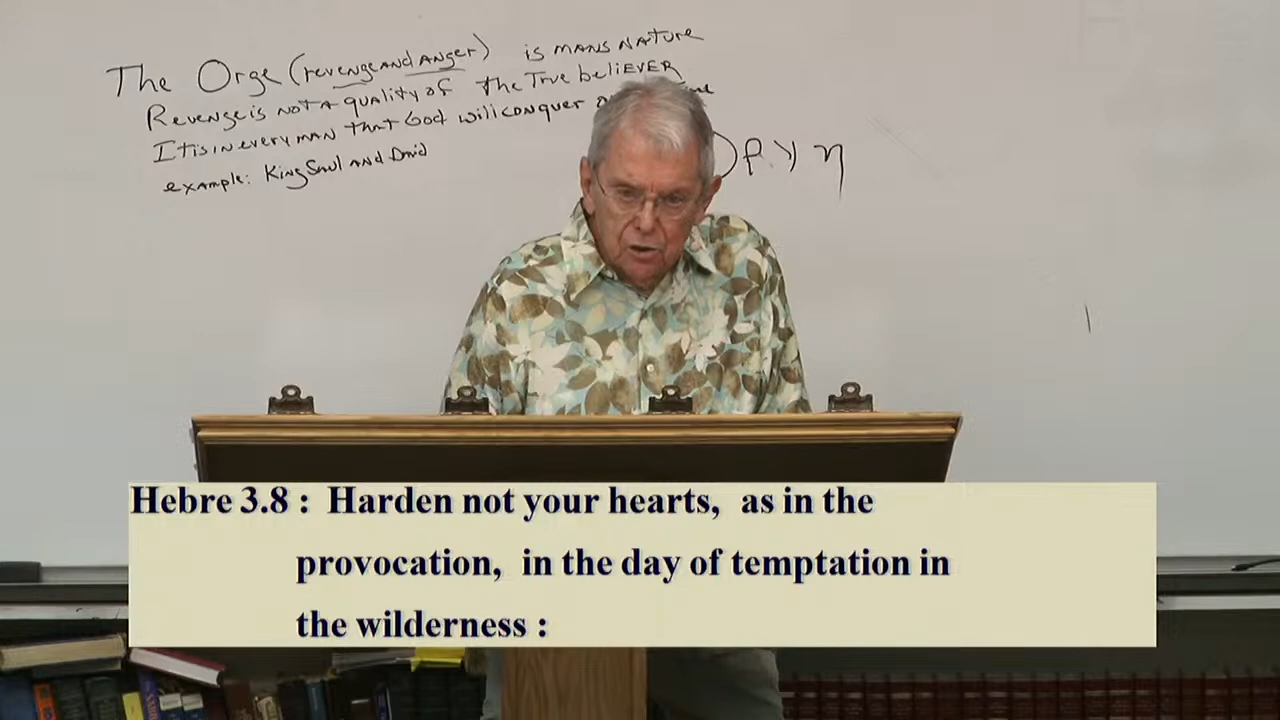 The Orge (revenge and anger) is mans nature
Revenge is not a quality of the True believer
It is in every man that God will conquer
example: King Saul and David
ργη
Hebre 3.8 : Harden not your hearts, as in the
provocation, in the day of temptation in
the wilderness :